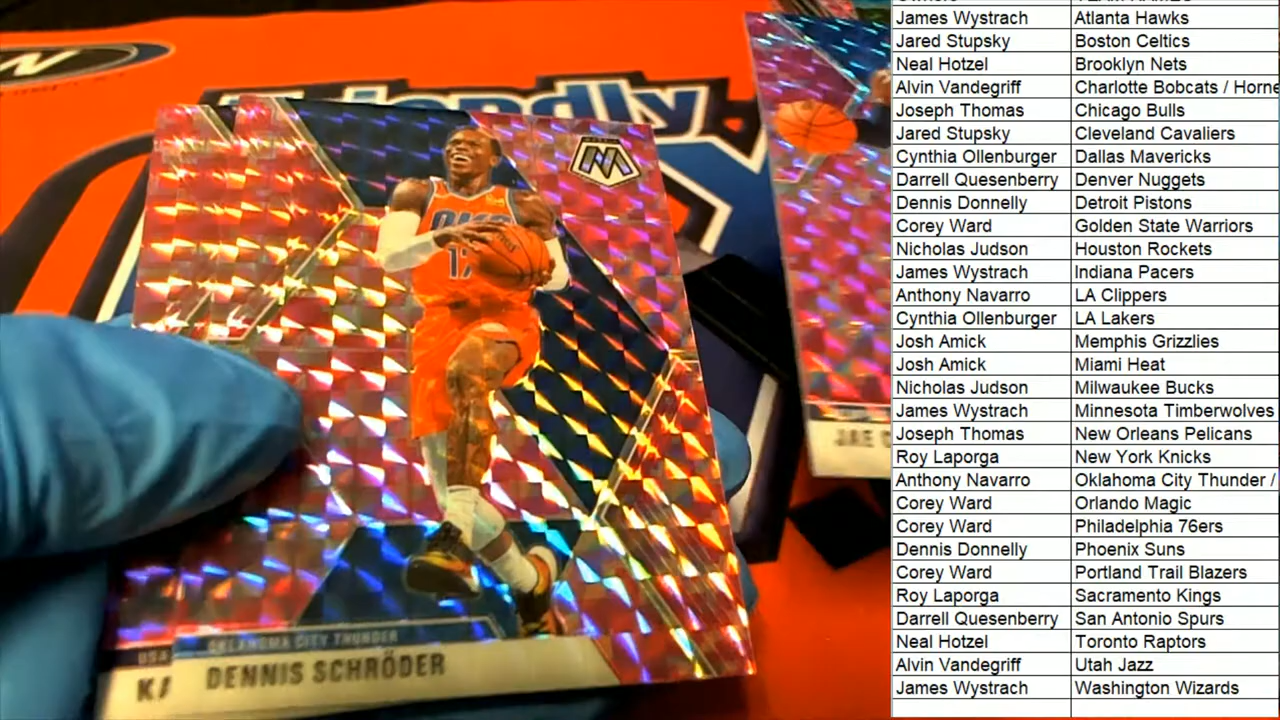 Friendly
OKC
17
M
OKLAHOMA CITY THUNDER
DENNIS SCHRÖDER
USA
JAE
James Wystrach Atlanta Hawks
Jared Stupsky Boston Celtics
Neal Hotzel Brooklyn Nets
Alvin Vandegriff Charlotte Bobcats / Horne
Joseph Thomas Chicago Bulls
Jared Stupsky Cleveland Cavaliers
Cynthia Ollenburger Dallas Mavericks
Darrell Quesenberry Denver Nuggets
Dennis Donnelly Detroit Pistons
Corey Ward Golden State Warriors
Nicholas Judson Houston Rockets
James Wystrach Indiana Pacers
Anthony Navarro LA Clippers
Cynthia Ollenburger LA Lakers
Josh Amick Memphis Grizzlies
Josh Amick Miami Heat
Nicholas Judson Milwaukee Bucks
James Wystrach Minnesota Timberwolves
Joseph Thomas New Orleans Pelicans
Roy Laporga New York Knicks
Anthony Navarro Oklahoma City Thunder /
Corey Ward Orlando Magic
Corey Ward Philadelphia 76ers
Dennis Donnelly Phoenix Suns
Corey Ward Portland Trail Blazers
Roy Laporga Sacramento Kings
Darrell Quesenberry San Antonio Spurs
Neal Hotzel Toronto Raptors
Alvin Vandegriff Utah Jazz
James Wystrach Washington Wizards